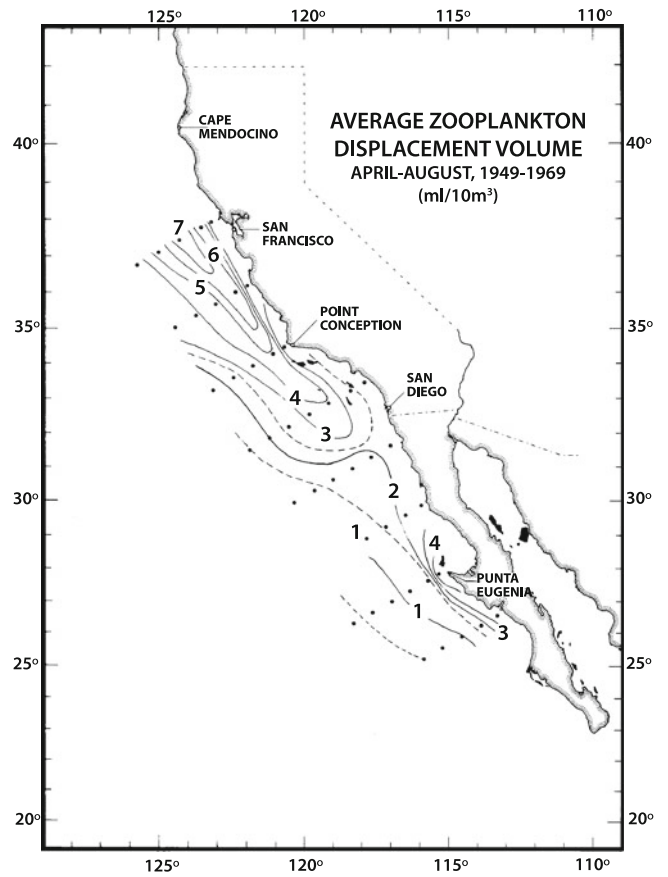 125° 120° 115° 110°
AVERAGE ZOOPLANKTON
DISPLACEMENT VOLUME
APRIL-AUGUST, 1949-1969
(ml/10m³)
CAPE
MENDOCINO
40° 40°
7
SAN
FRANCISCO
6
5
35° 35°
POINT
CONCEPTION
SAN
DIEGO
4
3
30° 30°
2
1
4
PUNTA
EUGENIA
1
3
25° 25°
20° 20°
125° 120° 115° 110°